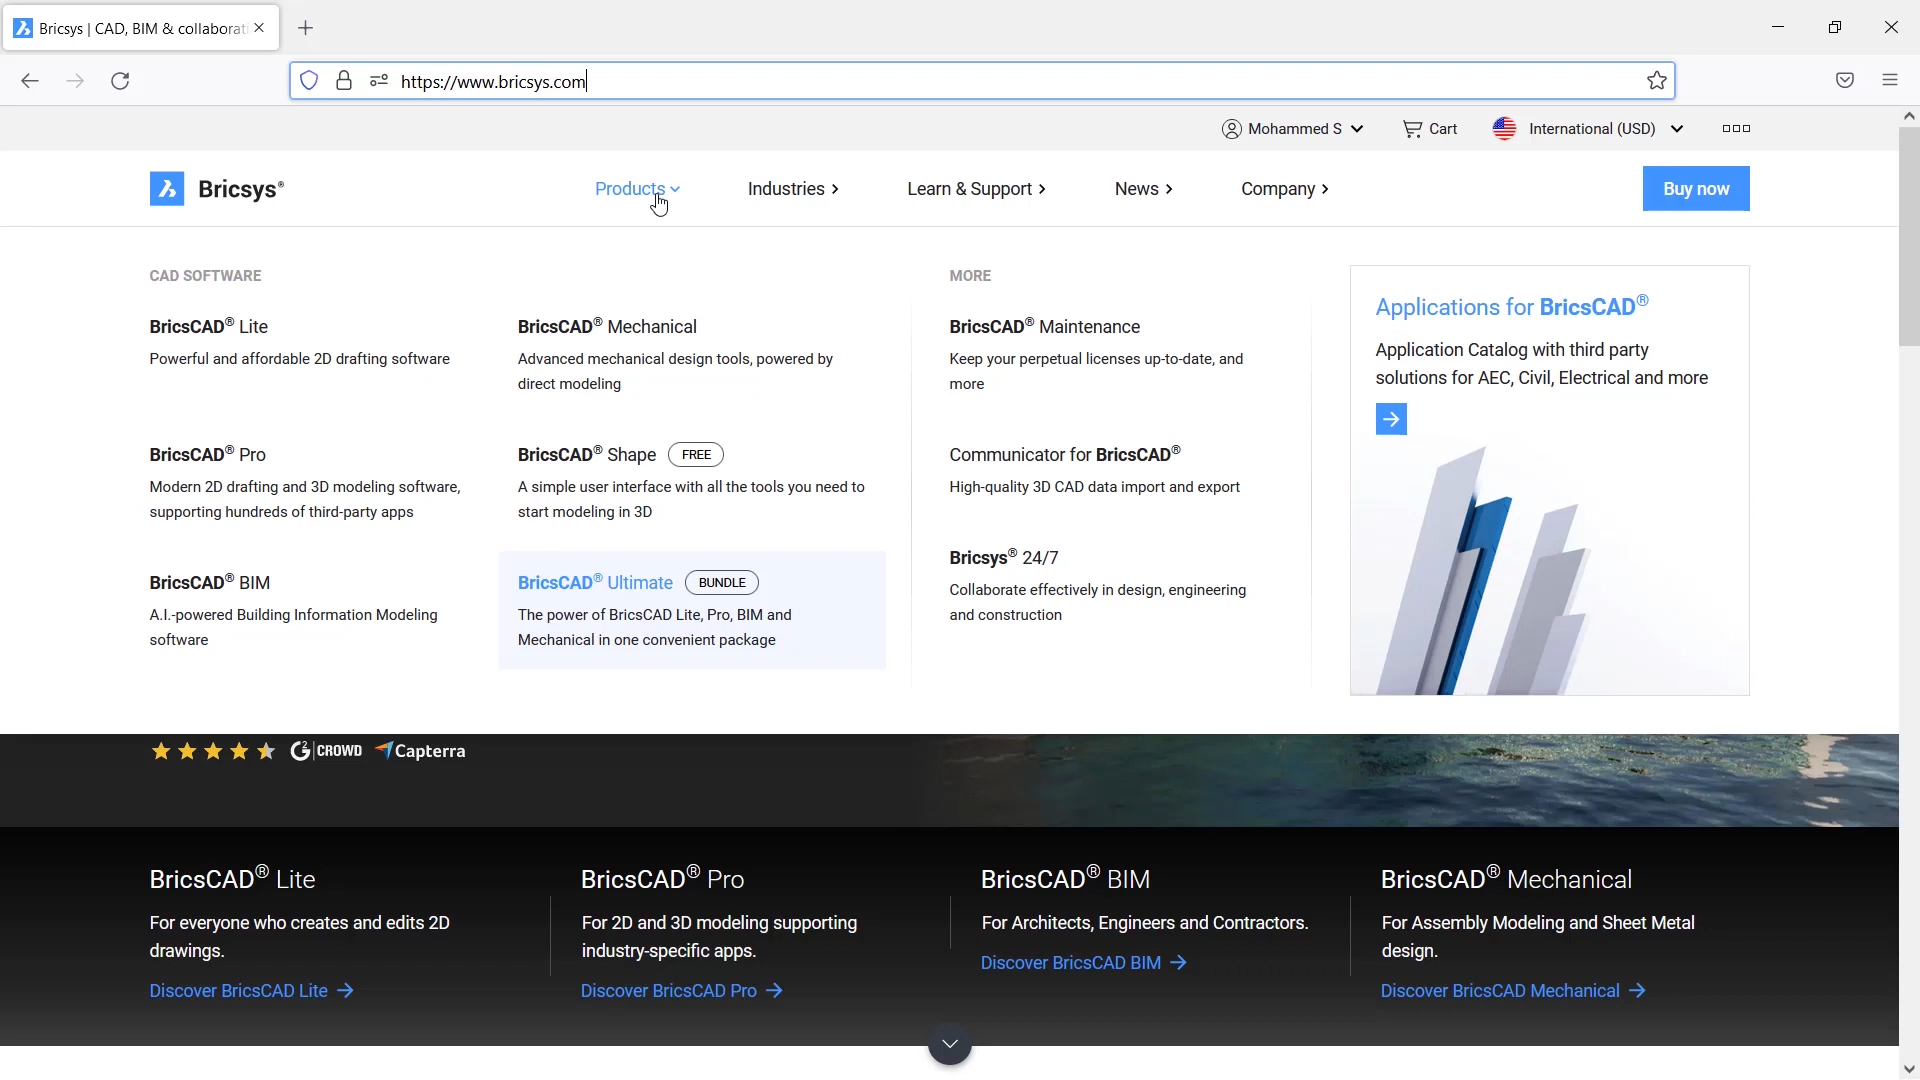 Bricsys | CAD, BIM & collaborati
https://www.bricsys.com
Mohammed S
Cart
International (USD)
Bricsys®
Products
Industries
Learn & Support
News
Company
Buy now
CAD SOFTWARE
BricsCAD® Lite
Powerful and affordable 2D drafting software
BricsCAD® Pro
Modern 2D drafting and 3D modeling software,
supporting hundreds of third-party apps
BricsCAD® BIM
A.I.-powered Building Information Modeling
software
BricsCAD® Mechanical
Advanced mechanical design tools, powered by
direct modeling
BricsCAD® Shape FREE
A simple user interface with all the tools you need to
start modeling in 3D
BricsCAD® Ultimate BUNDLE
The power of BricsCAD Lite, Pro, BIM and
Mechanical in one convenient package
MORE
BricsCAD® Maintenance
Keep your perpetual licenses up-to-date, and
more
Communicator for BricsCAD®
High-quality 3D CAD data import and export
Bricsys® 24/7
Collaborate effectively in design, engineering
and construction
Applications for BricsCAD®
Application Catalog with third party
solutions for AEC, Civil, Electrical and more
G2 | CROWD
Capterra
BricsCAD® Lite
For everyone who creates and edits 2D
drawings.
Discover BricsCAD Lite
BricsCAD® Pro
For 2D and 3D modeling supporting
industry-specific apps.
Discover BricsCAD Pro
BricsCAD® BIM
For Architects, Engineers and Contractors.
Discover BricsCAD BIM
BricsCAD® Mechanical
For Assembly Modeling and Sheet Metal
design.
Discover BricsCAD Mechanical